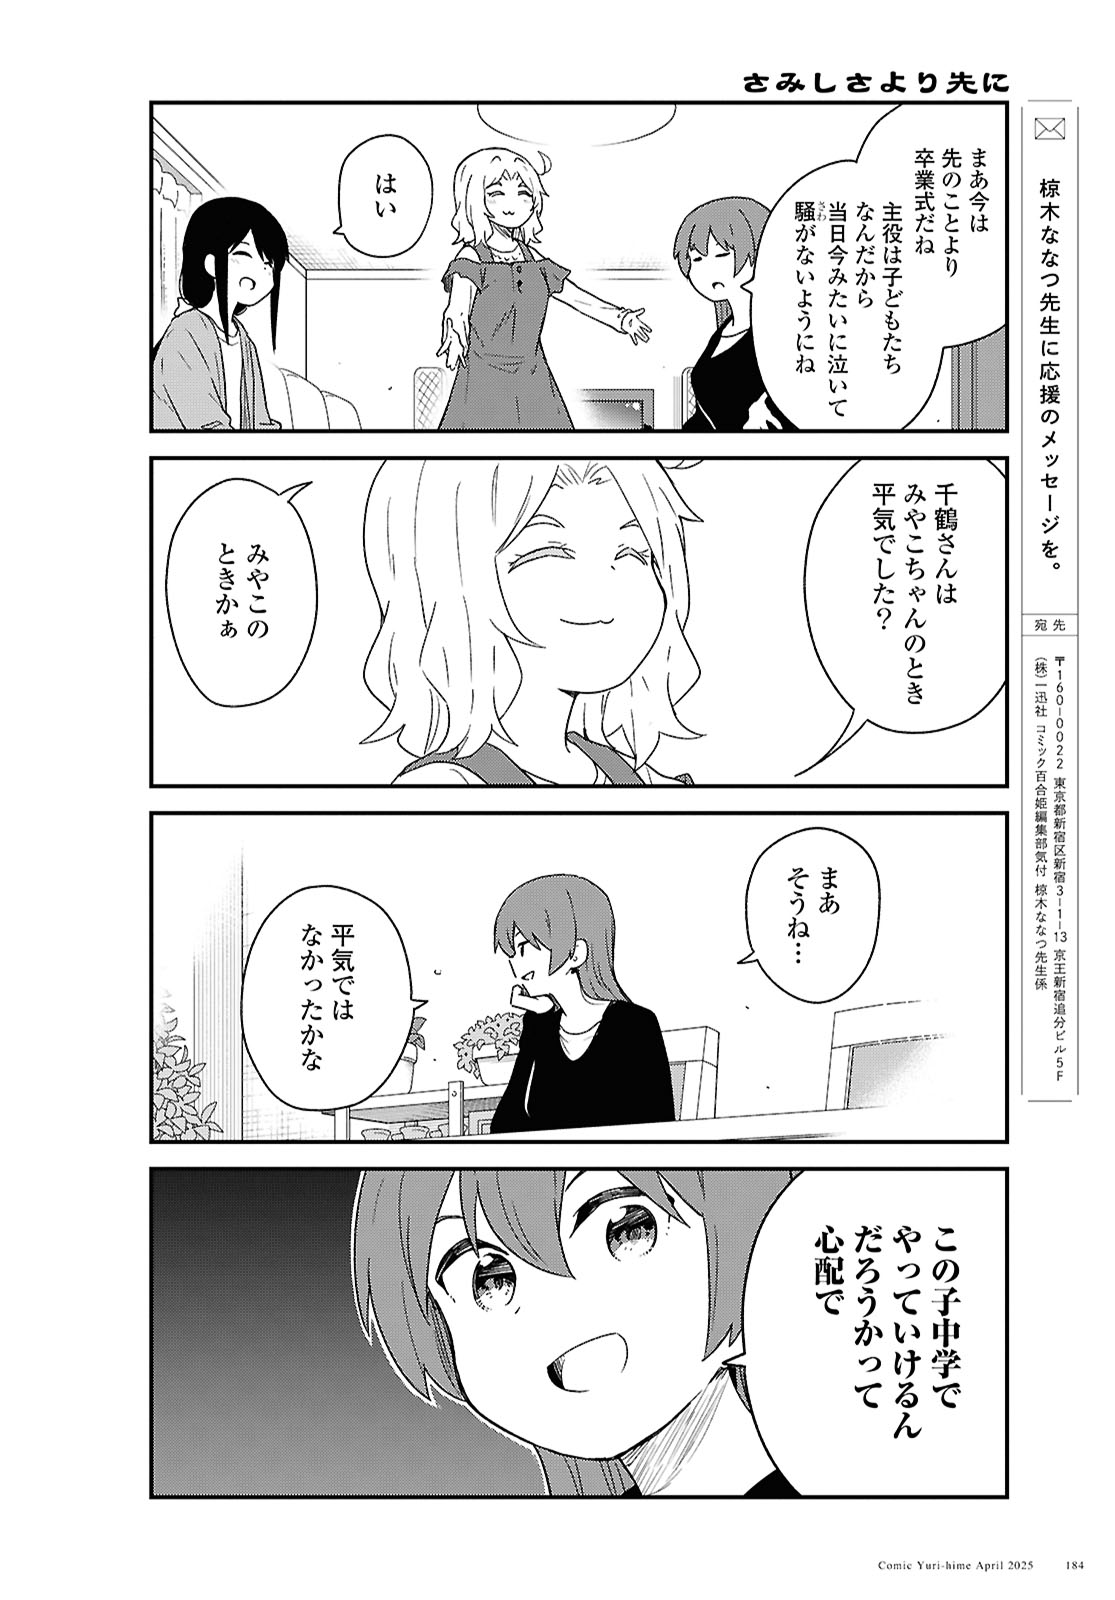 さみしさより先に
まあ今は
先のことより
卒業式だね
主役は子どもたち
なんだから
当日今みたいに泣いて
騒がないようにね
さわ
はい
千鶴さんは
みやこちゃんのとき
平気でした?
みやこの
ときかぁ
まあ
そうね…
平気では
なかったかな
この子中学で
やっていけるん
だろうかって
心配で
椋木ななつ先生に応援のメッセージを。
宛先
〒160-0022 東京都新宿区新宿3-1-13 京王新宿追分ビル5F
(株)一迅社 コミック百合姫編集部気付 椋木ななつ先生係
Comic Yuri-hime April 2025 184